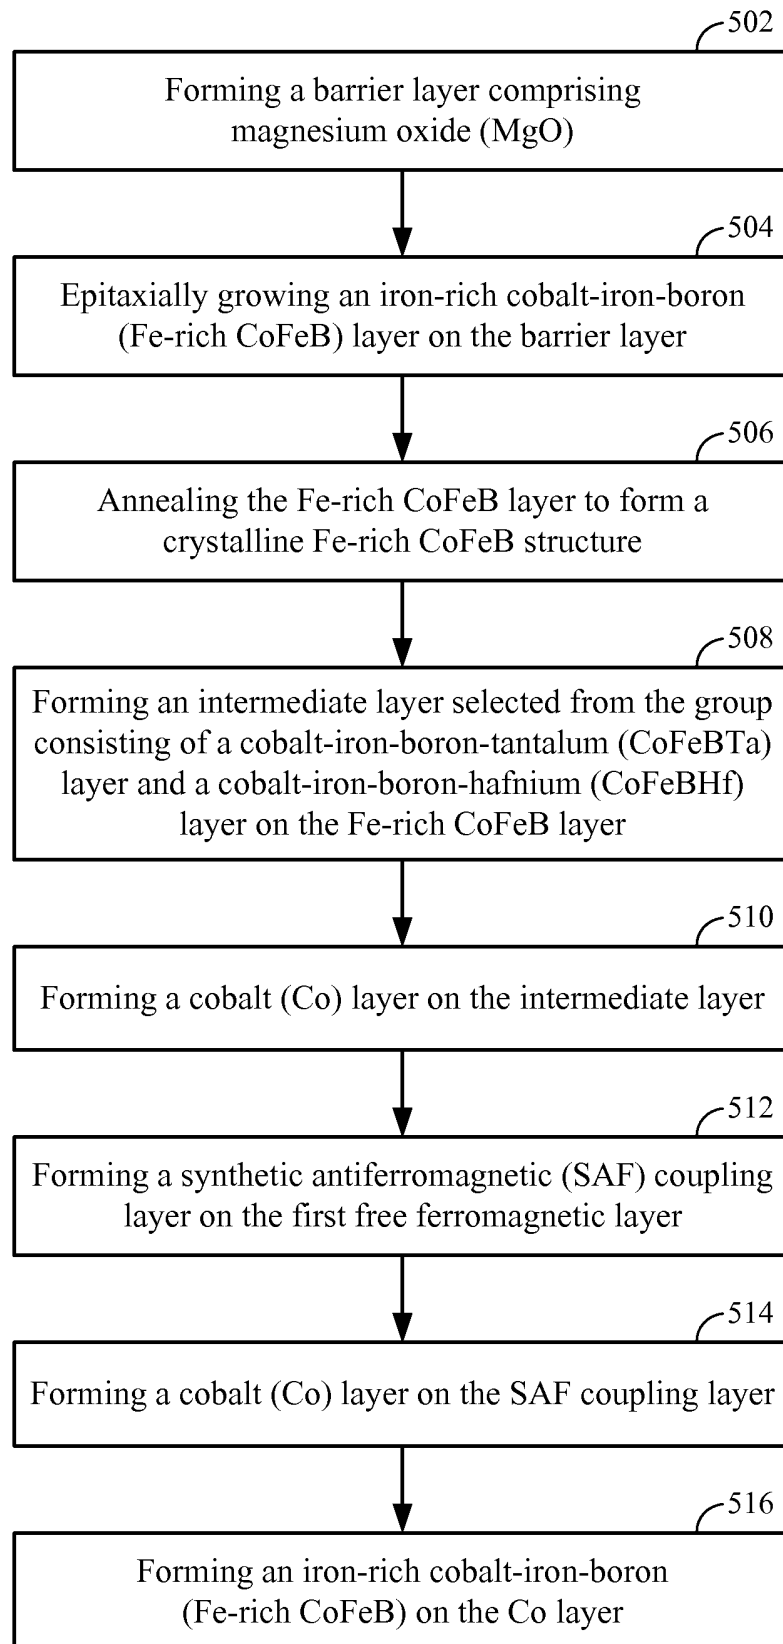 502
Forming a barrier layer comprising
magnesium oxide (MgO)
504
Epitaxially growing an iron-rich cobalt-iron-boron
(Fe-rich CoFeB) layer on the barrier layer
506
Annealing the Fe-rich CoFeB layer to form a
crystalline Fe-rich CoFeB structure
508
Forming an intermediate layer selected from the group
consisting of a cobalt-iron-boron-tantalum (CoFeBTa)
layer and a cobalt-iron-boron-hafnium (CoFeBHf)
layer on the Fe-rich CoFeB layer
510
Forming a cobalt (Co) layer on the intermediate layer
512
Forming a synthetic antiferromagnetic (SAF) coupling
layer on the first free ferromagnetic layer
514
Forming a cobalt (Co) layer on the SAF coupling layer
516
Forming an iron-rich cobalt-iron-boron
(Fe-rich CoFeB) on the Co layer